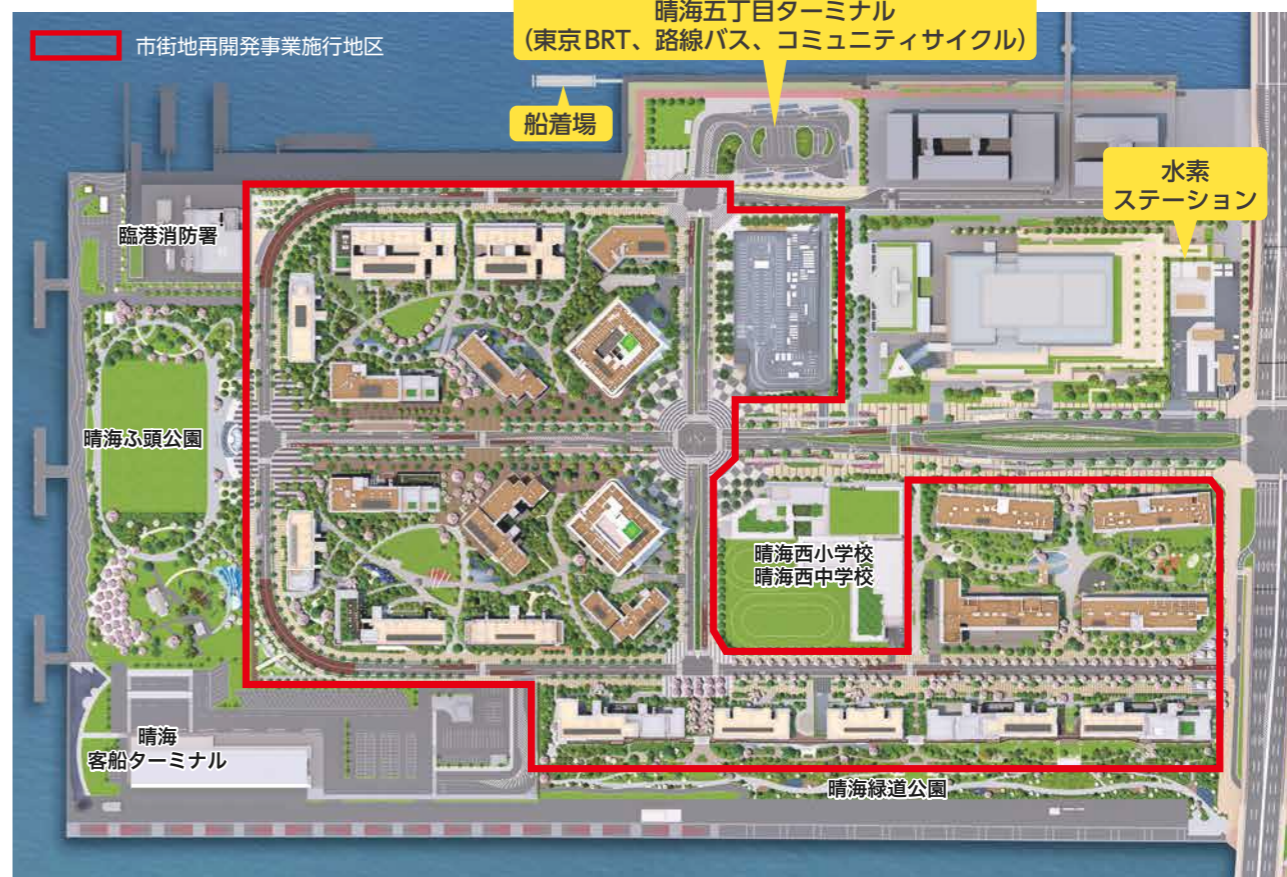 市街地再開発事業施行地区
晴海五丁目ターミナル
(東京BRT、路線バス、コミュニティサイクル)
船着場
水素
ステーション
臨港消防署
晴海ふ頭公園
晴海西小学校
晴海西中学校
晴海
客船ターミナル
晴海緑道公園